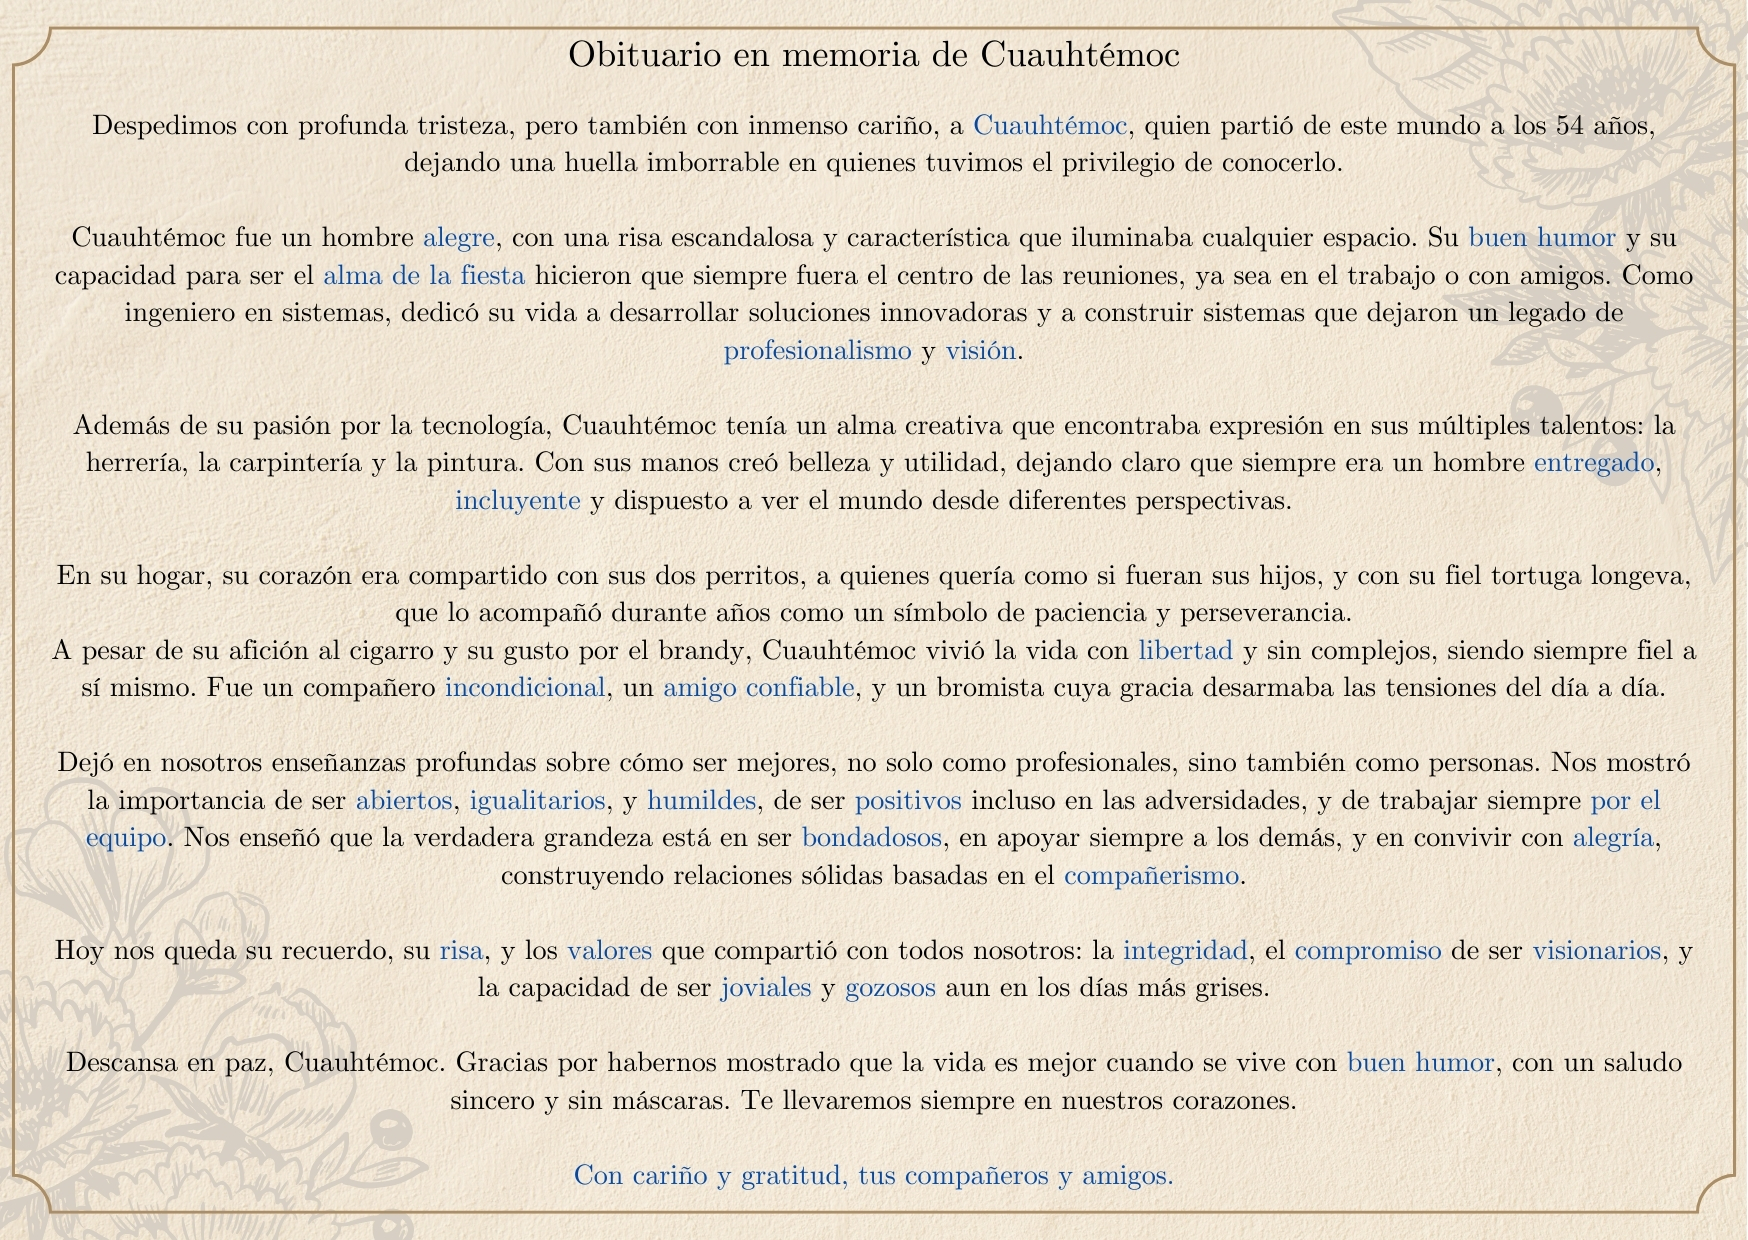 Obituario en memoria de Cuauhtémoc
Despedimos con profunda tristeza, pero también con inmenso cariño, a Cuauhtémoc, quien partió de este mundo a los 54 años,
dejando una huella imborrable en quienes tuvimos el privilegio de conocerlo.
Cuauhtémoc fue un hombre alegre, con una risa escandalosa y característica que iluminaba cualquier espacio. Su buen humor y su
capacidad para ser el alma de la fiesta hicieron que siempre fuera el centro de las reuniones, ya sea en el trabajo o con amigos. Como
ingeniero en sistemas, dedicó su vida a desarrollar soluciones innovadoras y a construir sistemas que dejaron un legado de
profesionalismo y visión.
Además de su pasión por la tecnología, Cuauhtémoc tenía un alma creativa que encontraba expresión en sus múltiples talentos: la
herrería, la carpintería y la pintura. Con sus manos creó belleza y utilidad, dejando claro que siempre era un hombre entregado,
incluyente y dispuesto a ver el mundo desde diferentes perspectivas.
En su hogar, su corazón era compartido con sus dos perritos, a quienes quería como si fueran sus hijos, y con su fiel tortuga longeva,
que lo acompañó durante años como un símbolo de paciencia y perseverancia.
A pesar de su afición al cigarro y su gusto por el brandy, Cuauhtémoc vivió la vida con libertad y sin complejos, siendo siempre fiel a
sí mismo. Fue un compañero incondicional, un amigo confiable, y un bromista cuya gracia desarmaba las tensiones del día a día.
Dejó en nosotros enseñanzas profundas sobre cómo ser mejores, no solo como profesionales, sino también como personas. Nos mostró
la importancia de ser abiertos, igualitarios, y humildes, de ser positivos incluso en las adversidades, y de trabajar siempre por el
equipo. Nos enseñó que la verdadera grandeza está en ser bondadosos, en apoyar siempre a los demás, y en convivir con alegría,
construyendo relaciones sólidas basadas en el compañerismo.
Hoy nos queda su recuerdo, su risa, y los valores que compartió con todos nosotros: la integridad, el compromiso de ser visionarios, y
la capacidad de ser joviales y gozosos aun en los días más grises.
Descansa en paz, Cuauhtémoc. Gracias por habernos mostrado que la vida es mejor cuando se vive con buen humor, con un saludo
sincero y sin máscaras. Te llevaremos siempre en nuestros corazones.
Con cariño y gratitud, tus compañeros y amigos.